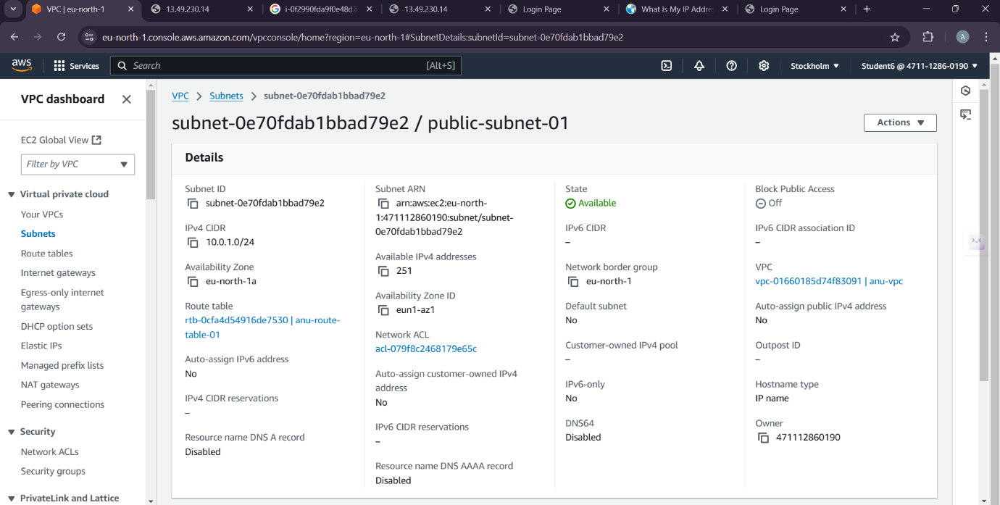 VPC | eu-north-1
13.49.230.14
i-0f2990fda9f0e48d3
13.49.230.14
Login Page
What Is My IP Addre
Login Page
eu-north-1.console.aws.amazon.com/vpcconsole/home?region=eu-north-1#SubnetDetails:subnetId=subnet-0e70fdab1bbad79e2
A
aws
Services
Search
[Alt+S]
Stockholm
Student6 @ 4711-1286-0190
VPC dashboard
EC2 Global View
Filter by VPC
Virtual private cloud
Your VPCs
Subnets
Route tables
Internet gateways
Egress-only internet
gateways
DHCP option sets
Elastic IPs
Managed prefix lists
NAT gateways
Peering connections
Security
Network ACLs
Security groups
PrivateLink and Lattice
VPC
Subnets
subnet-0e70fdab1bbad79e2
subnet-0e70fdab1bbad79e2 / public-subnet-01
Actions
Details
Subnet ID
subnet-0e70fdab1bbad79e2
IPv4 CIDR
10.0.1.0/24
Availability Zone
eu-north-1a
Route table
rtb-0cfa4d54916de7530 | anu-route-
table-01
Auto-assign IPv6 address
No
IPv4 CIDR reservations
–
Resource name DNS A record
Disabled
Subnet ARN
arn:aws:ec2:eu-north-
1:471112860190:subnet/subnet-
0e70fdab1bbad79e2
Available IPv4 addresses
251
Availability Zone ID
eun1-az1
Network ACL
acl-079f8c2468179e65c
Auto-assign customer-owned IPv4
address
No
IPv6 CIDR reservations
–
Resource name DNS AAAA record
Disabled
State
Available
IPv6 CIDR
–
Network border group
eu-north-1
Default subnet
No
Customer-owned IPv4 pool
–
IPv6-only
No
DNS64
Disabled
Block Public Access
Off
IPv6 CIDR association ID
–
VPC
vpc-01660185d74f83091 | anu-vpc
Auto-assign public IPv4 address
No
Outpost ID
–
Hostname type
IP name
Owner
471112860190